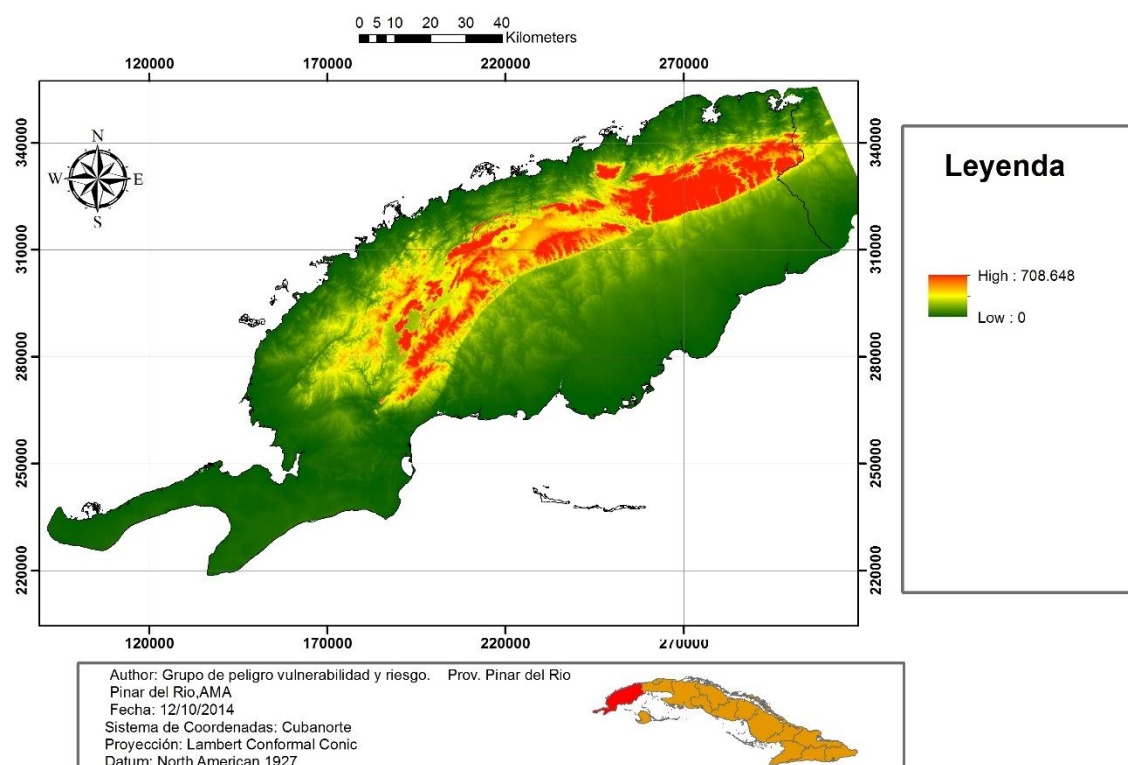 0 5 10 20 30 40
Kilometers
120000 170000 220000 270000
340000 340000
N
W E
S
Leyenda
310000 310000
High : 708.648
Low : 0
280000 280000
250000 250000
220000 220000
120000 170000 220000 270000
Author: Grupo de peligro vulnerabilidad y riesgo. Prov. Pinar del Rio
Pinar del Rio,AMA
Fecha: 12/10/2014
Sistema de Coordenadas: Cubanorte
Proyección: Lambert Conformal Conic
Datum: North American 1927